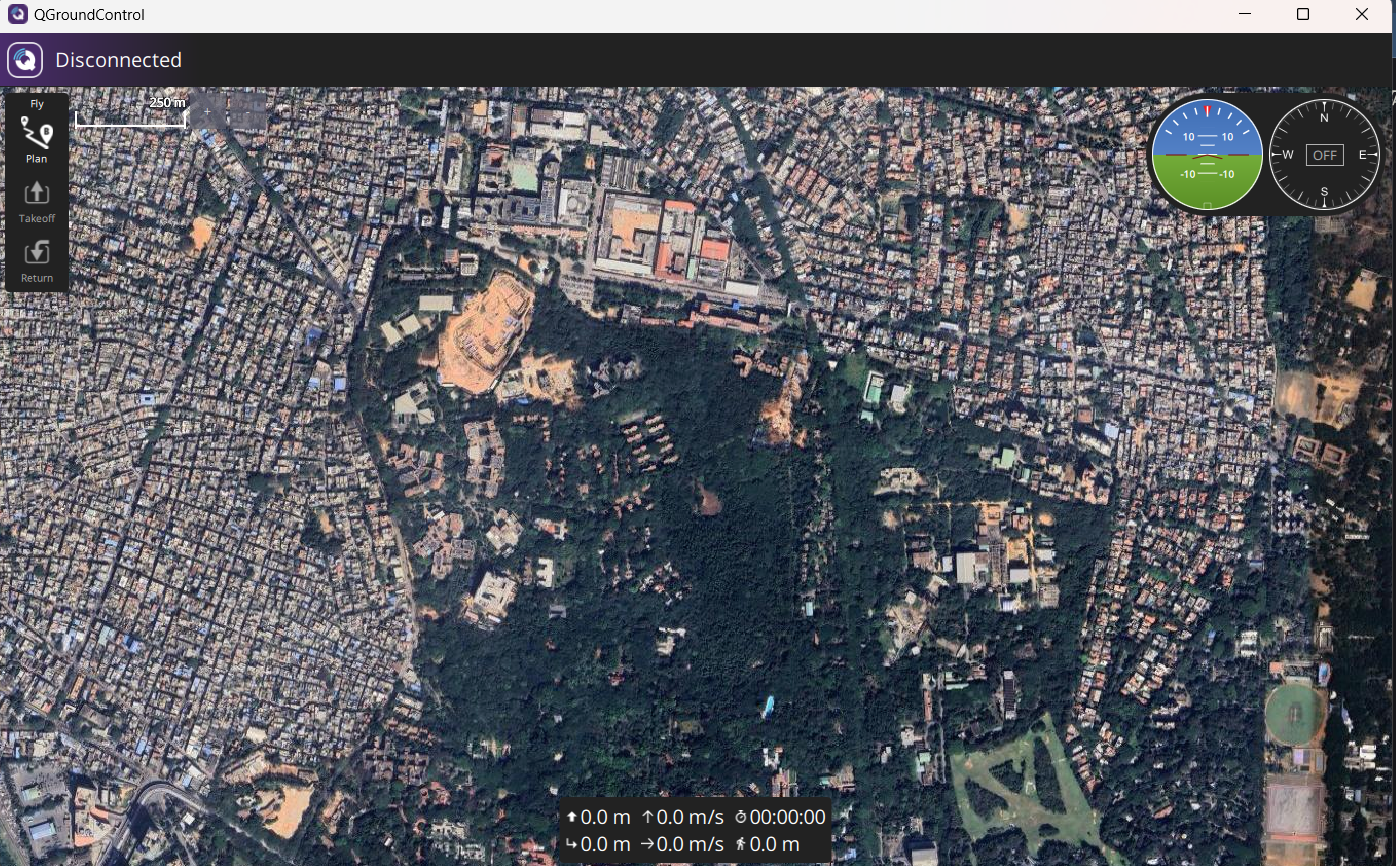 QGroundControl
Disconnected
Fly
Plan
Takeoff
Return
250 m
10 10
-10 -10
N
W OFF E
S
0.0 m 0.0 m/s 00:00:00
0.0 m 0.0 m/s 0.0 m